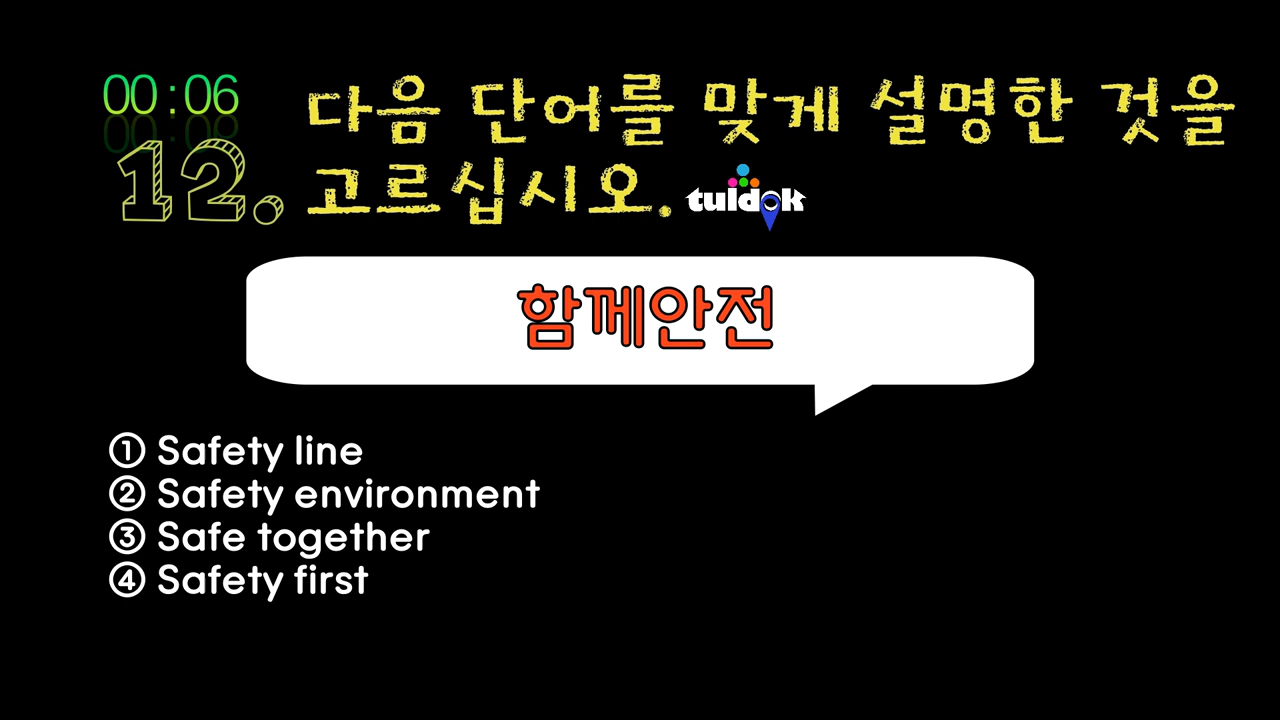 00:06
12. 다음 단어를 맞게 설명한 것을
고르십시오. tuldok
함께안전
① Safety line
② Safety environment
③ Safe together
④ Safety first